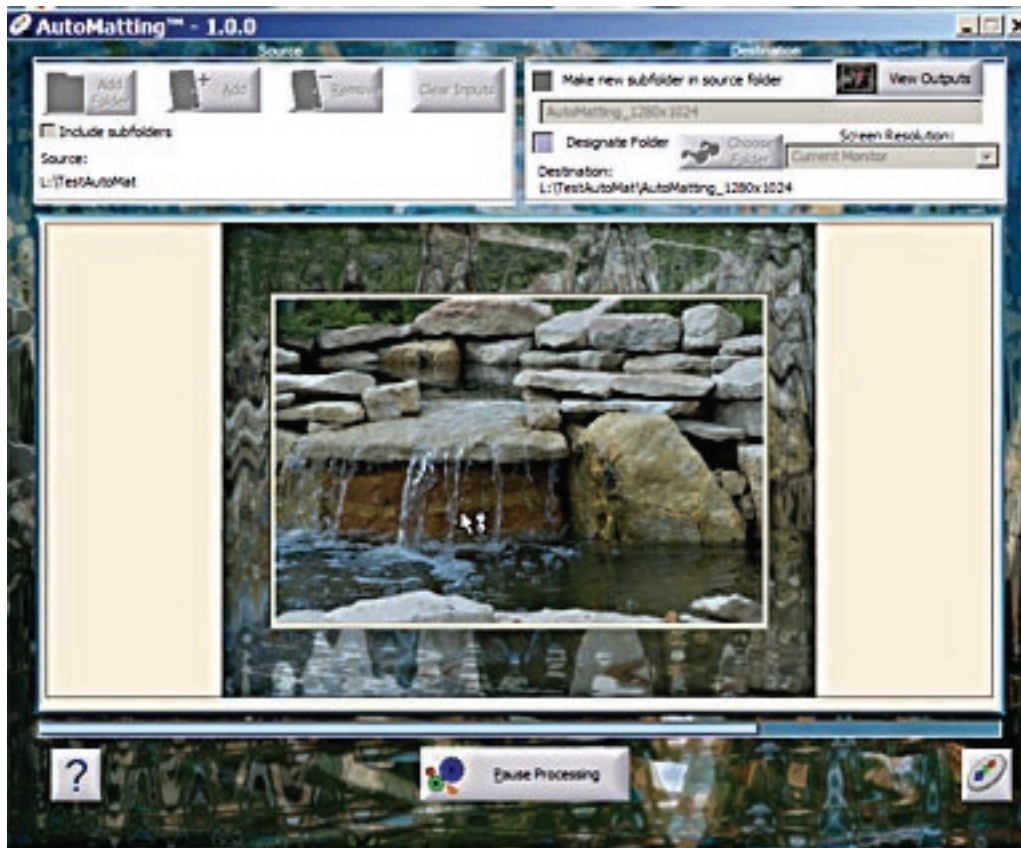 AutoMatting™ - 1.0.0
Source
Add Folder
Add
Remove
Clear Inputs
Include subfolders
Source:
L:\TestAutoMat
Destination
Make new subfolder in source folder
View Outputs
AutoMatting_1280x1024
Designate Folder
Choose Folder
Screen Resolution:
Current Monitor
Destination:
L:\TestAutoMat\AutoMatting_1280x1024
?
Pause Processing